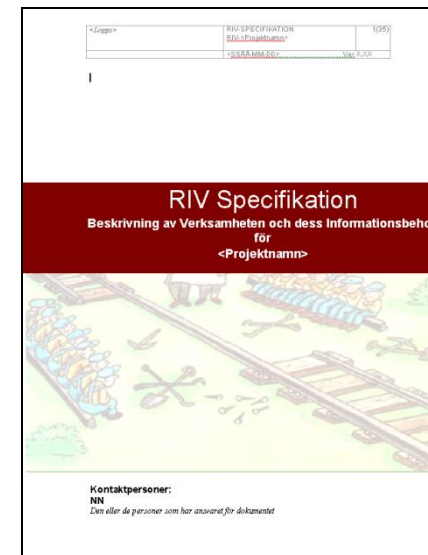 <Logga>
RIV-SPECIFIKATION
1(35)
RIV-<Projektnamn>
<SSÅÅ-MM-DD>
Ver X.XX
RIV Specifikation
Beskrivning av Verksamheten och dess Informationsbeho
för
<Projektnamn>
Kontaktpersoner:
NN
Den eller de personer som har ansvaret för dokumentet